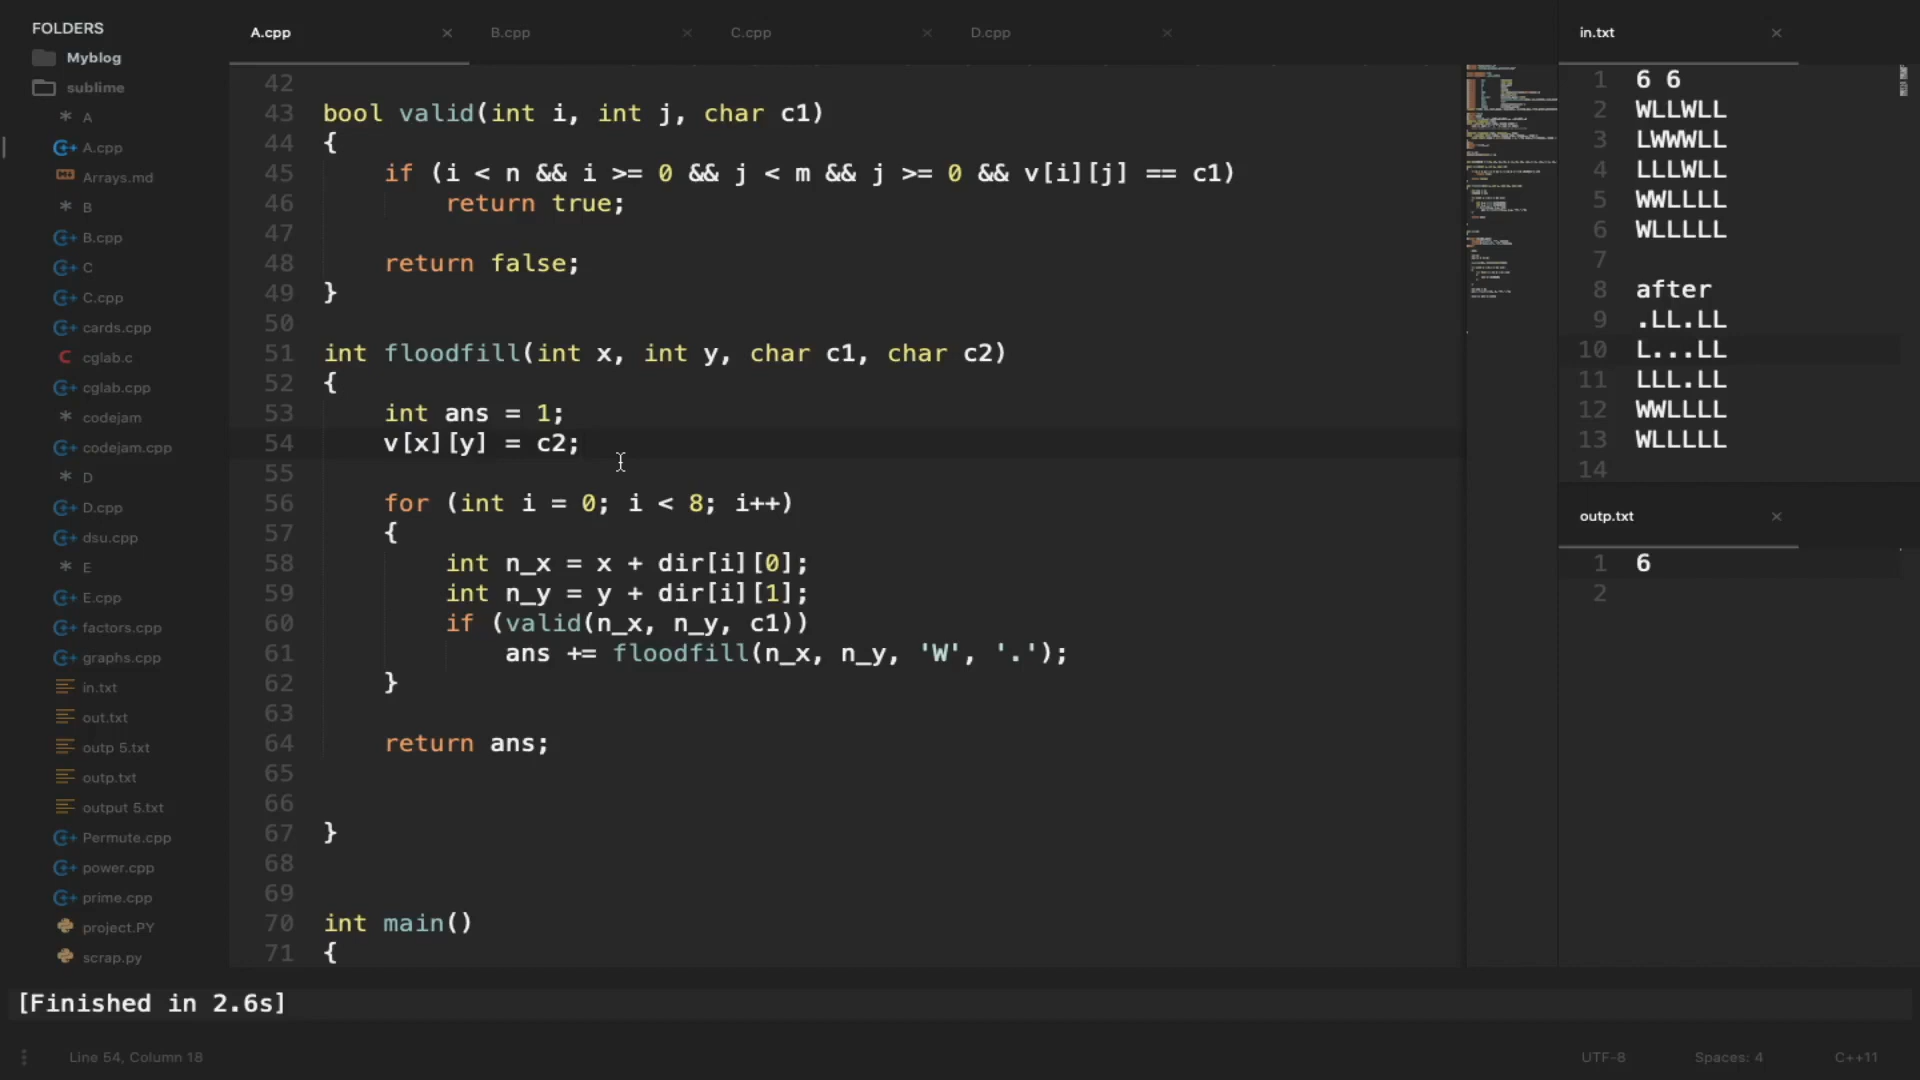 FOLDERS
Myblog
sublime
A
A.cpp
Arrays.md
B
B.cpp
C
C.cpp
cards.cpp
cglab.c
cglab.cpp
codejam
codejam.cpp
D
D.cpp
dsu.cpp
E
E.cpp
factors.cpp
graphs.cpp
in.txt
out.txt
outp 5.txt
outp.txt
output 5.txt
Permute.cpp
power.cpp
prime.cpp
project.PY
scrap.py
A.cpp × B.cpp × C.cpp × D.cpp ×
42
43 bool valid(int i, int j, char c1)
44 {
45 if (i < n && i >= 0 && j < m && j >= 0 && v[i][j] == c1)
46 return true;
47
48 return false;
49 }
50
51 int floodfill(int x, int y, char c1, char c2)
52 {
53 int ans = 1;
54 v[x][y] = c2;
55
56 for (int i = 0; i < 8; i++)
57 {
58 int n_x = x + dir[i][0];
59 int n_y = y + dir[i][1];
60 if (valid(n_x, n_y, c1))
61 ans += floodfill(n_x, n_y, 'W', '.');
62 }
63
64 return ans;
65
66
67 }
68
69
70 int main()
71 {
in.txt ×
1 6 6
2 WLLWLL
3 LWWWLL
4 LLLWLL
5 WWLLLL
6 WLLLLL
7
8 after
9 .LL.LL
10 L...LL
11 LLL.LL
12 WWLLLL
13 WLLLLL
14
outp.txt ×
1 6
2
[Finished in 2.6s]
Line 54, Column 18
UTF-8 Spaces: 4 C++11